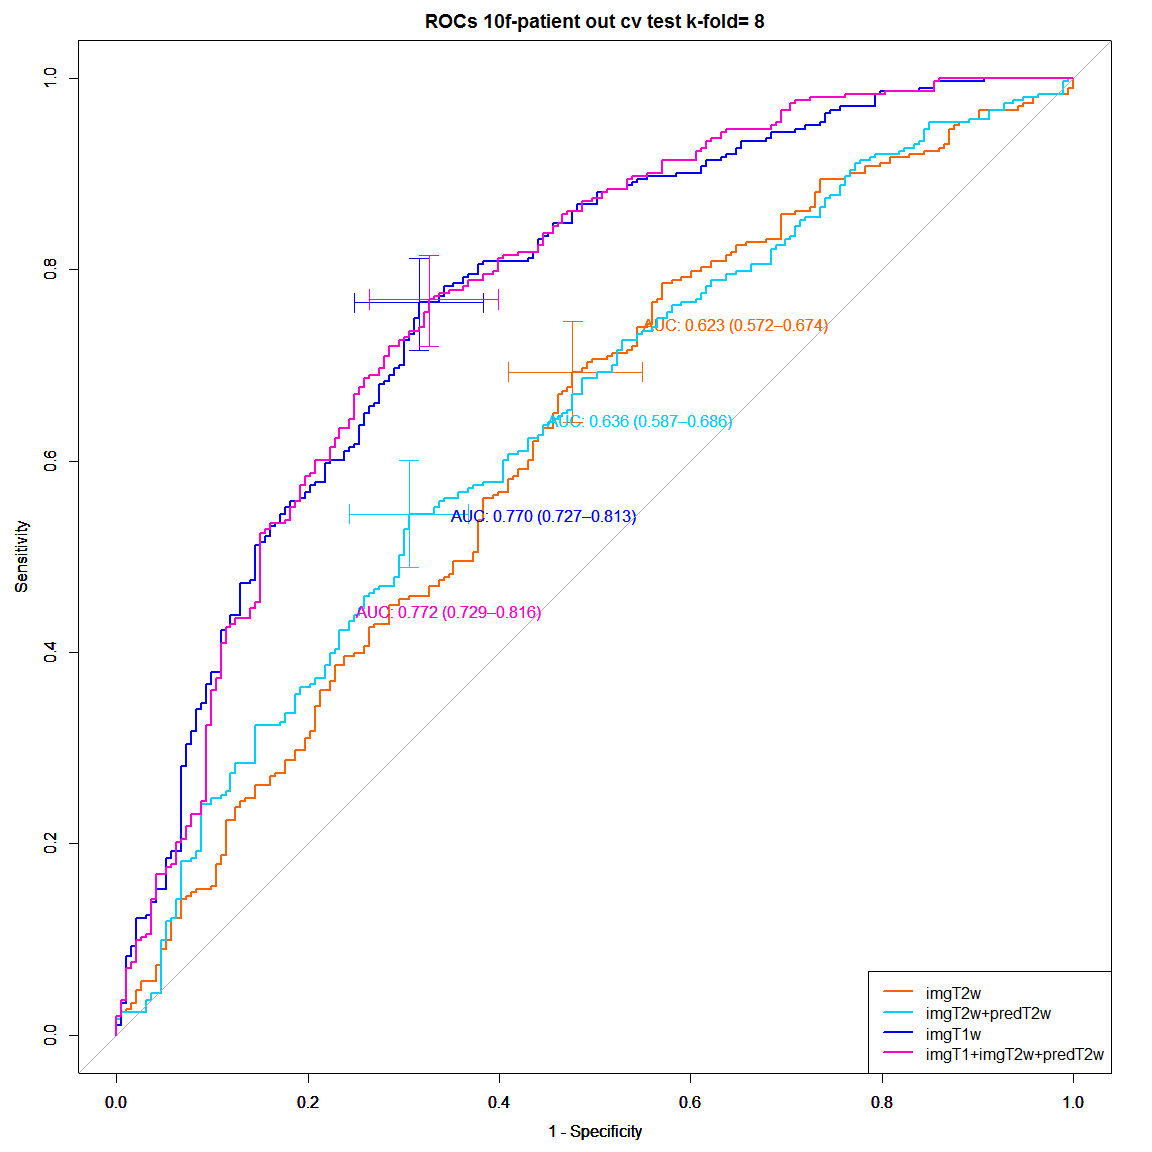 ROCs 10f-patient out cv test k-fold= 8
1.0
0.8
0.6
0.4
0.2
0.0
Sensitivity
AUC: 0.623 (0.572–0.674)
AUC: 0.636 (0.587–0.686)
AUC: 0.770 (0.727–0.813)
AUC: 0.772 (0.729–0.816)
imgT2w
imgT2w+predT2w
imgT1w
imgT1+imgT2w+predT2w
0.0 0.2 0.4 0.6 0.8 1.0
1 - Specificity